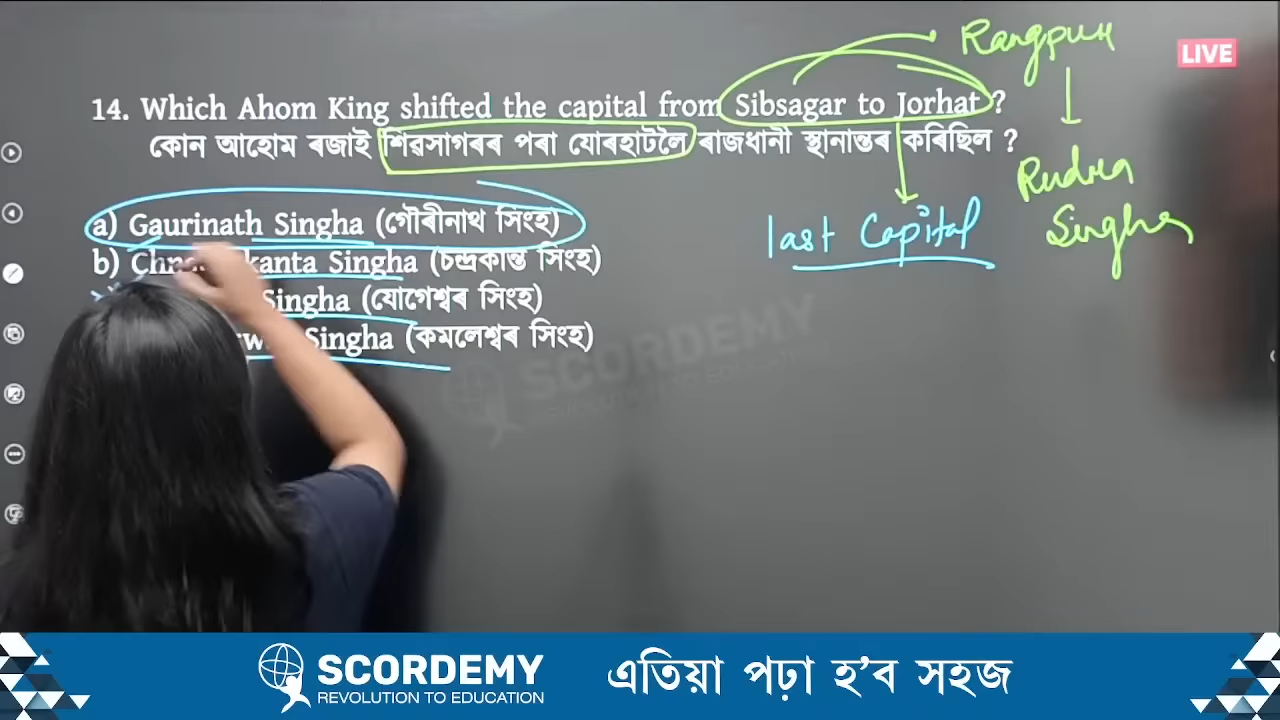 Rangpur
LIVE
14. Which Ahom King shifted the capital from Sibsagar to Jorhat ?
কোন আহোম ৰজাই শিৱসাগৰৰ পৰা যোৰহাটলৈ ৰাজধানী স্থানান্তৰ কৰিছিল ?
Rudra
Singha
a) Gaurinath Singha (গৌৰীনাথ সিংহ)
last Capital
b) Singha (চন্দ্ৰকান্ত সিংহ)
Singha (যোগেশ্বৰ সিংহ)
Singha (কমলেশ্বৰ সিংহ)
SCORDEMY
SCORDEMY
REVOLUTION TO EDUCATION
এতিয়া পঢ়া হ’ব সহজ